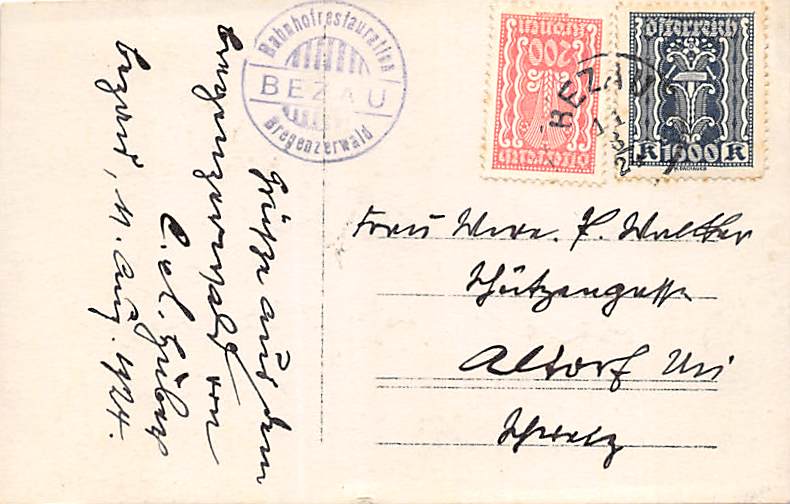 Bahnhofrestauration
BEZAU
Bregenzerwald
200
Österreich
Österreich
K 1000 K
BEZAU
Grüsse aus dem
Bregenzerwald von
Bezau, 11. Aug. 1924.
Frau Wwe. P. Walker
Schützengasse
Altorf Uri
Schweiz